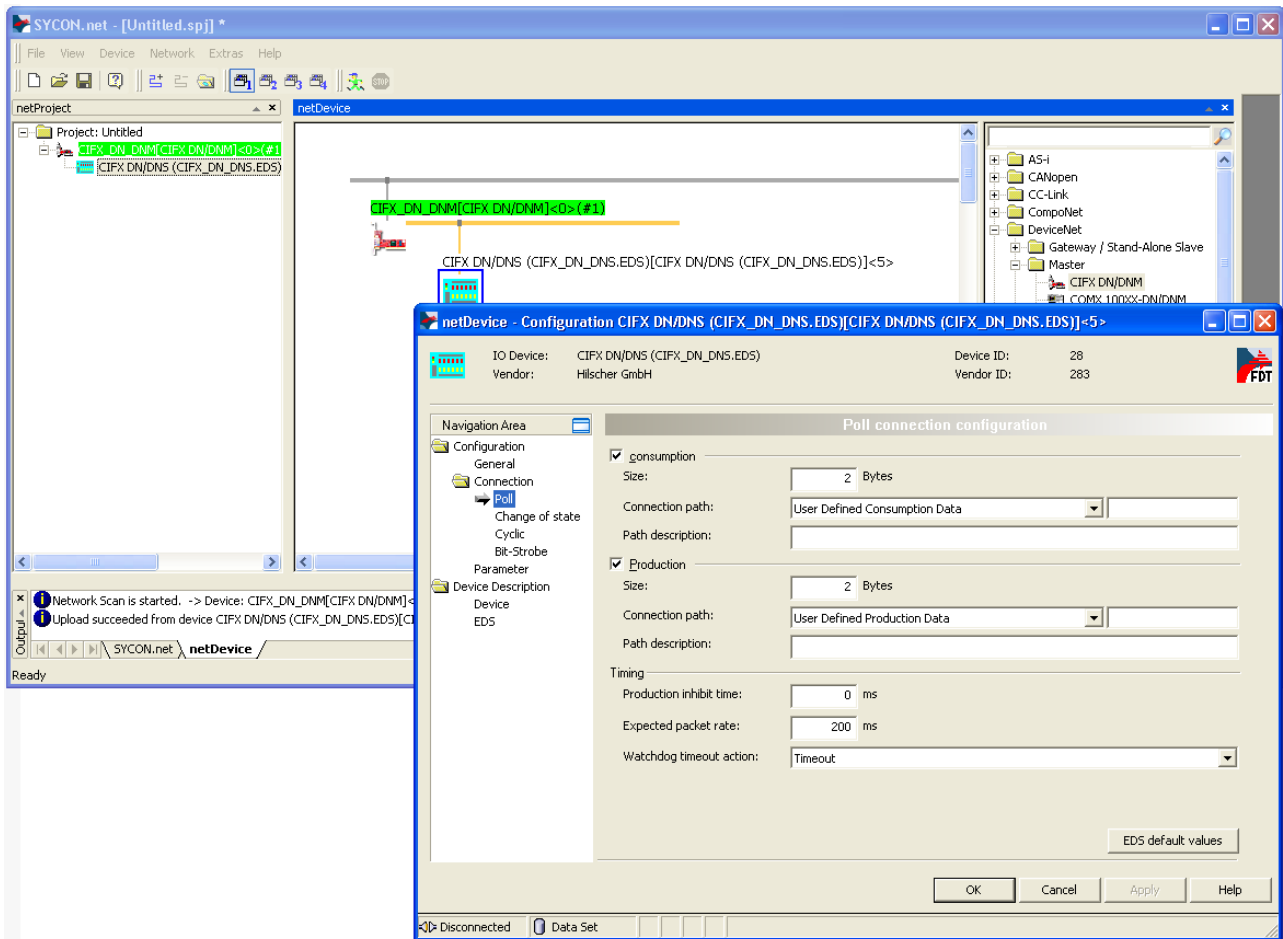 SYCON.net - [Untitled.spj] *
File View Device Network Extras Help
netProject
netDevice
Project: Untitled
CIFX_DN_DNM[CIFX DN/DNM]<0>(#1
CIFX DN/DNS (CIFX_DN_DNS.EDS)
CIFX_DN_DNM[CIFX DN/DNM]<0>(#1)
CIFX DN/DNS (CIFX_DN_DNS.EDS)[CIFX DN/DNS (CIFX_DN_DNS.EDS)]<5>
AS-i
CANopen
CC-Link
CompoNet
DeviceNet
Gateway / Stand-Alone Slave
Master
CIFX DN/DNM
COMX 100XX-DN/DNM
netDevice - Configuration CIFX DN/DNS (CIFX_DN_DNS.EDS)[CIFX DN/DNS (CIFX_DN_DNS.EDS)]<5>
IO Device: CIFX DN/DNS (CIFX_DN_DNS.EDS) Device ID: 28
Vendor: Hilscher GmbH Vendor ID: 283
FDT
Navigation Area
Configuration
General
Connection
Poll
Change of state
Cyclic
Bit-Strobe
Parameter
Device Description
Device
EDS
Poll connection configuration
consumption
Size: 2 Bytes
Connection path: User Defined Consumption Data
Path description:
Production
Size: 2 Bytes
Connection path: User Defined Production Data
Path description:
Timing
Production inhibit time: 0 ms
Expected packet rate: 200 ms
Watchdog timeout action: Timeout
EDS default values
OK Cancel Apply Help
Disconnected Data Set
Output
Network Scan is started. -> Device: CIFX_DN_DNM[CIFX DN/DNM]<
Upload succeeded from device CIFX DN/DNS (CIFX_DN_DNS.EDS)[CI
SYCON.net netDevice
Ready